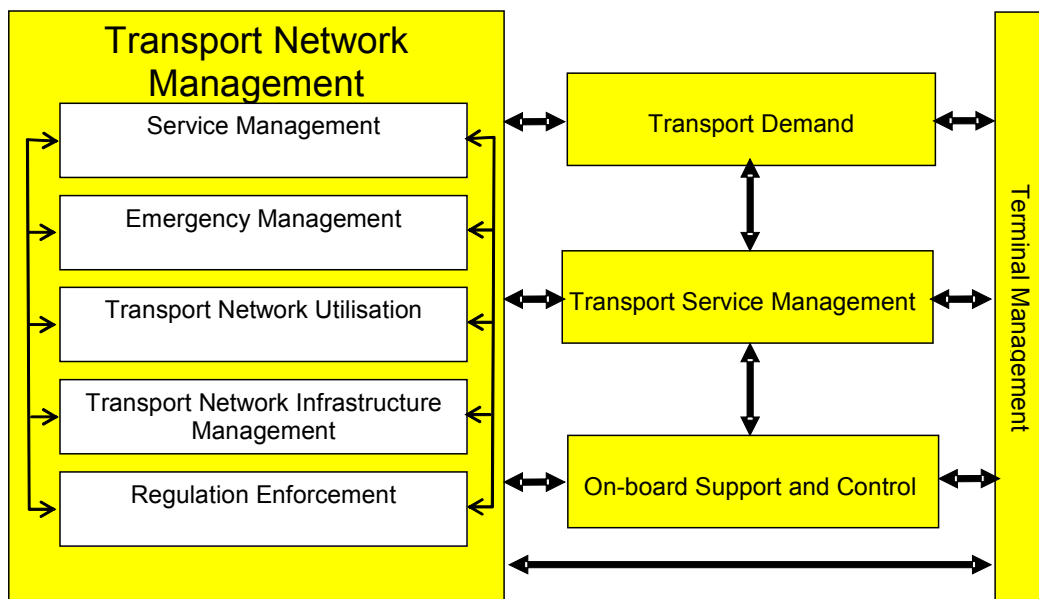 Transport Network
Management
Service Management
Emergency Management
Transport Network Utilisation
Transport Network Infrastructure
Management
Regulation Enforcement
Transport Demand
Transport Service Management
On-board Support and Control
Terminal Management